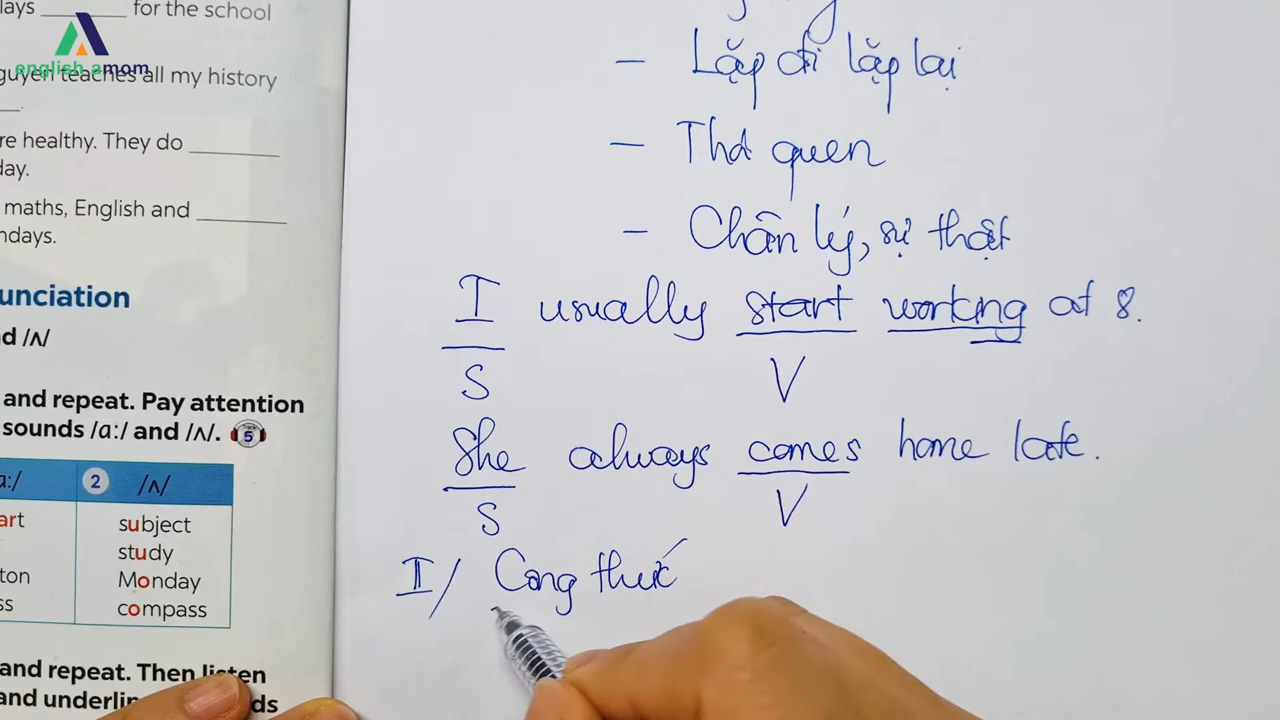 lays ______ for the school
english amom
guyen teaches all my history
____.
re healthy. They do ________
day.
maths, English and ________
ndays.
unciation
d /ʌ/
and repeat. Pay attention
sounds /ɑː/ and /ʌ/. 5
ɑː/ 2 /ʌ/
art subject
study
ton Monday
ss compass
and repeat. Then listen
and underlin ds
– Lặp đi lặp lại
– Thói quen
– Chân lý, sự thật
I usually start working at 8.
S V
She always comes home late.
S V
I/ Công thức